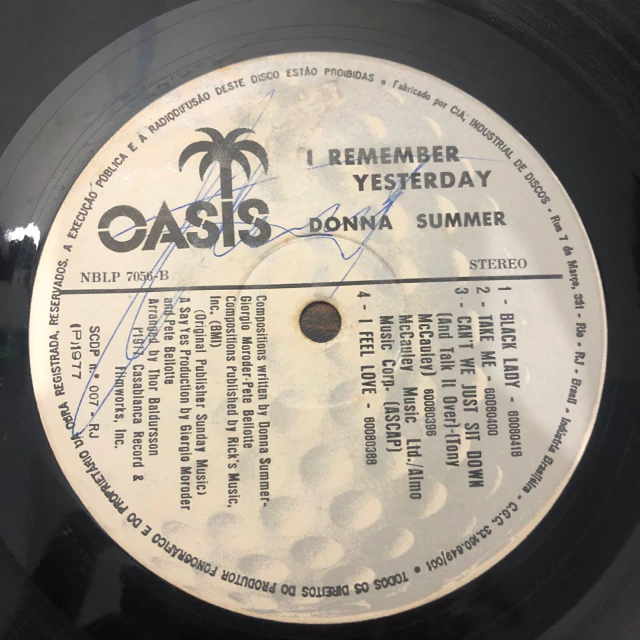 RESERVADOS. A EXECUÇÃO PÚBLICA E A RADIODIFUSÃO DESTE DISCO ESTÃO PROIBIDAS • Fabricado por CIA. INDUSTRIAL DE DISCOS - Rua 7 de Março, 331 - Rio - RJ - Brasil - Indústria Brasileira - C.G.C. 33.160.649/001 • TODOS OS DIREITOS DO PRODUTOR FONOGRÁFICO E DO PROPRIETÁRIO DA OBRA REGISTRADA,
OASIS
I REMEMBER
YESTERDAY
DONNA SUMMER
NBLP 7056-B
STEREO
1 - BLACK LADY - 60080418
2 - TAKE ME - 60080400
3 - CAN'T WE JUST SIT DOWN
(And Talk It Over)-(Tony
McCauley) 60080396
McCauley Music Ltd./Almo
Music Corp. (ASCAP)
4 - I FEEL LOVE - 60080388
Compositions written by Donna Summer-
Giorgio Moroder-Pete Bellote
Compositions Published by Rick's Music,
Inc. (BMI)
(Original Publisher Sunday Music)
A Say Yes Production by Giorgio Moroder
and Pete Bellotte
Arranged by Thor Baldursson
P1977 Casablanca Record &
Filmworks, Inc.
SCDP n.º 007 - RJ
(P)1977